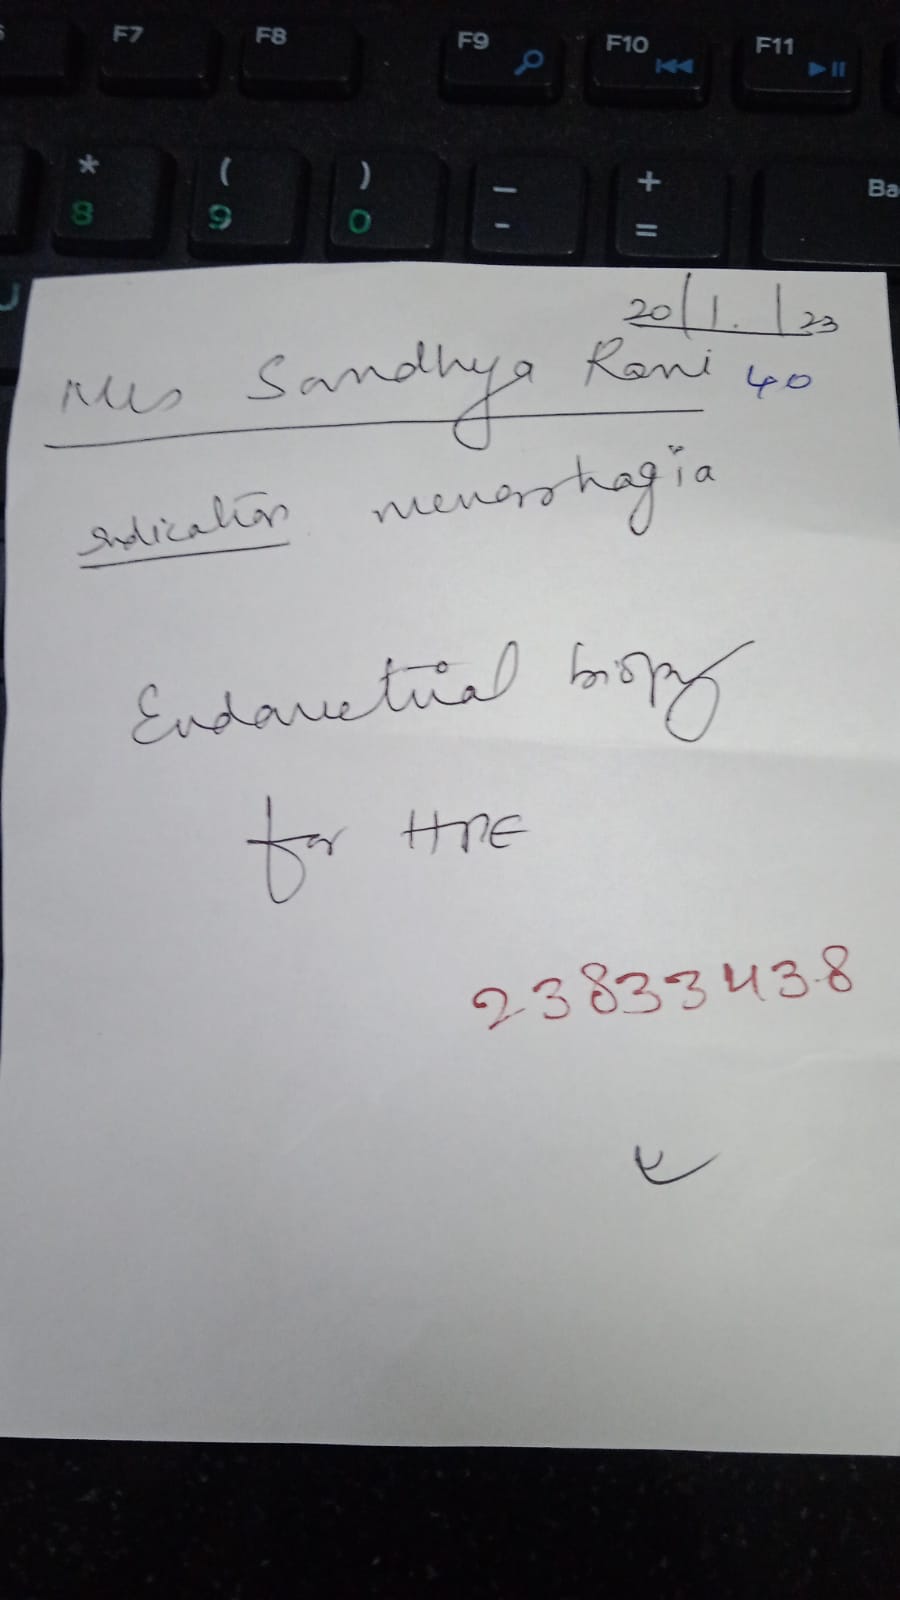 F7 F8 F9 F10 F11
* ( ) — +
8 9 0 - = Ba
U
20/1./23
Mrs Sandhya Rani 40
Indication menorrhagia
Endometrial biopsy
for HPE
23833438